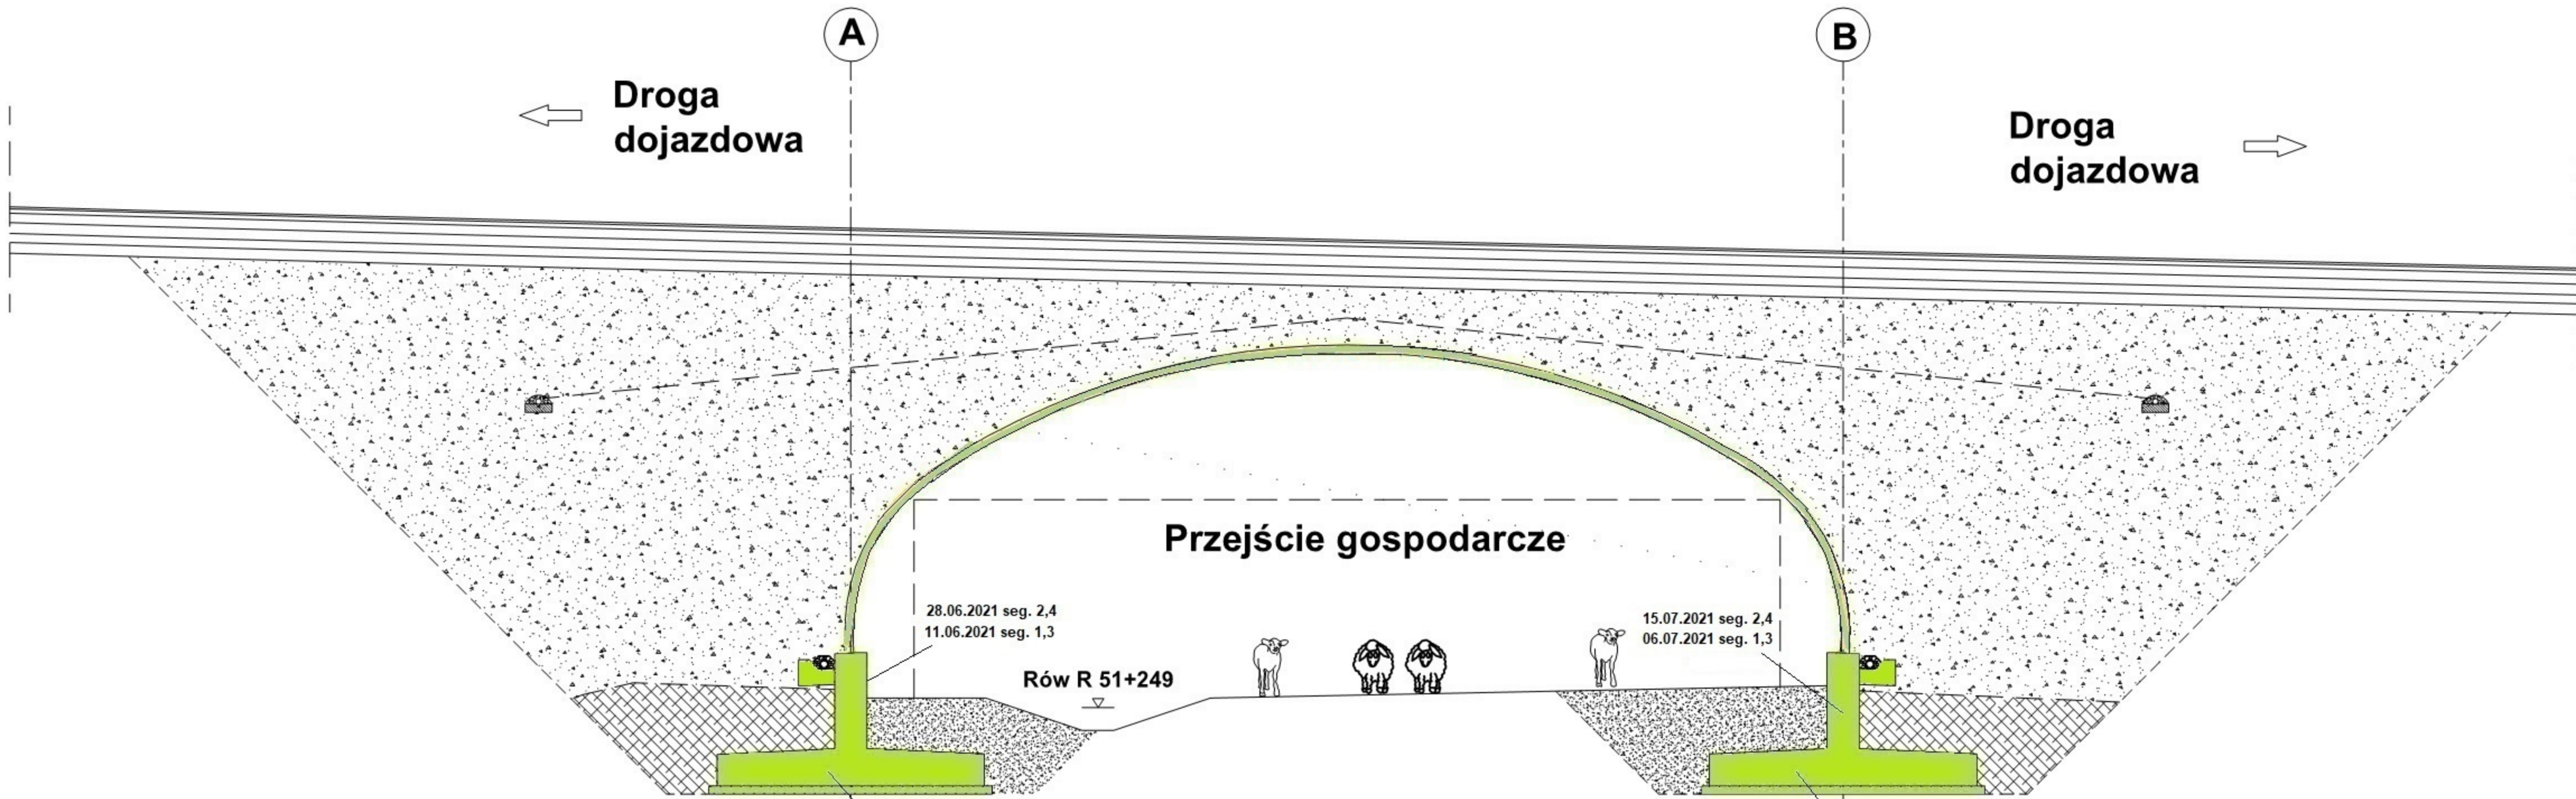 A
B
Droga
dojazdowa
Droga
dojazdowa
Przejście gospodarcze
28.06.2021 seg. 2,4
11.06.2021 seg. 1,3
15.07.2021 seg. 2,4
06.07.2021 seg. 1,3
Rów R 51+249